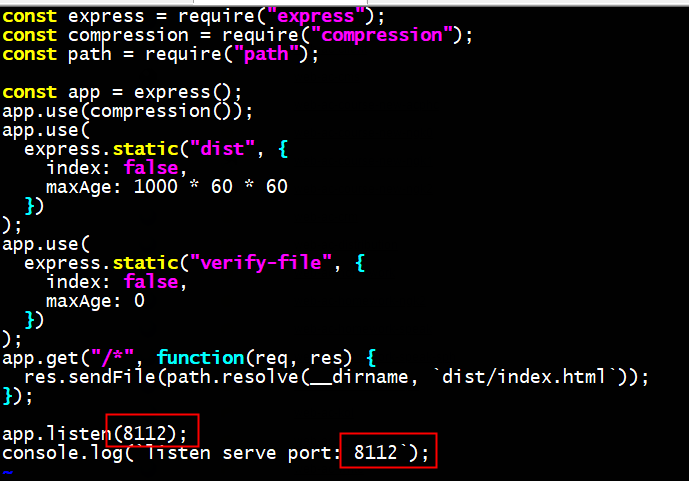 const express = require("express");
const compression = require("compression");
const path = require("path");

const app = express();
app.use(compression());
app.use(
  express.static("dist", {
    index: false,
    maxAge: 1000 * 60 * 60
  })
);
app.use(
  express.static("verify-file", {
    index: false,
    maxAge: 0
  })
);
app.get("/*", function(req, res) {
  res.sendFile(path.resolve(__dirname, `dist/index.html`));
});

app.listen(8112);
console.log(`listen serve port: 8112`);
~